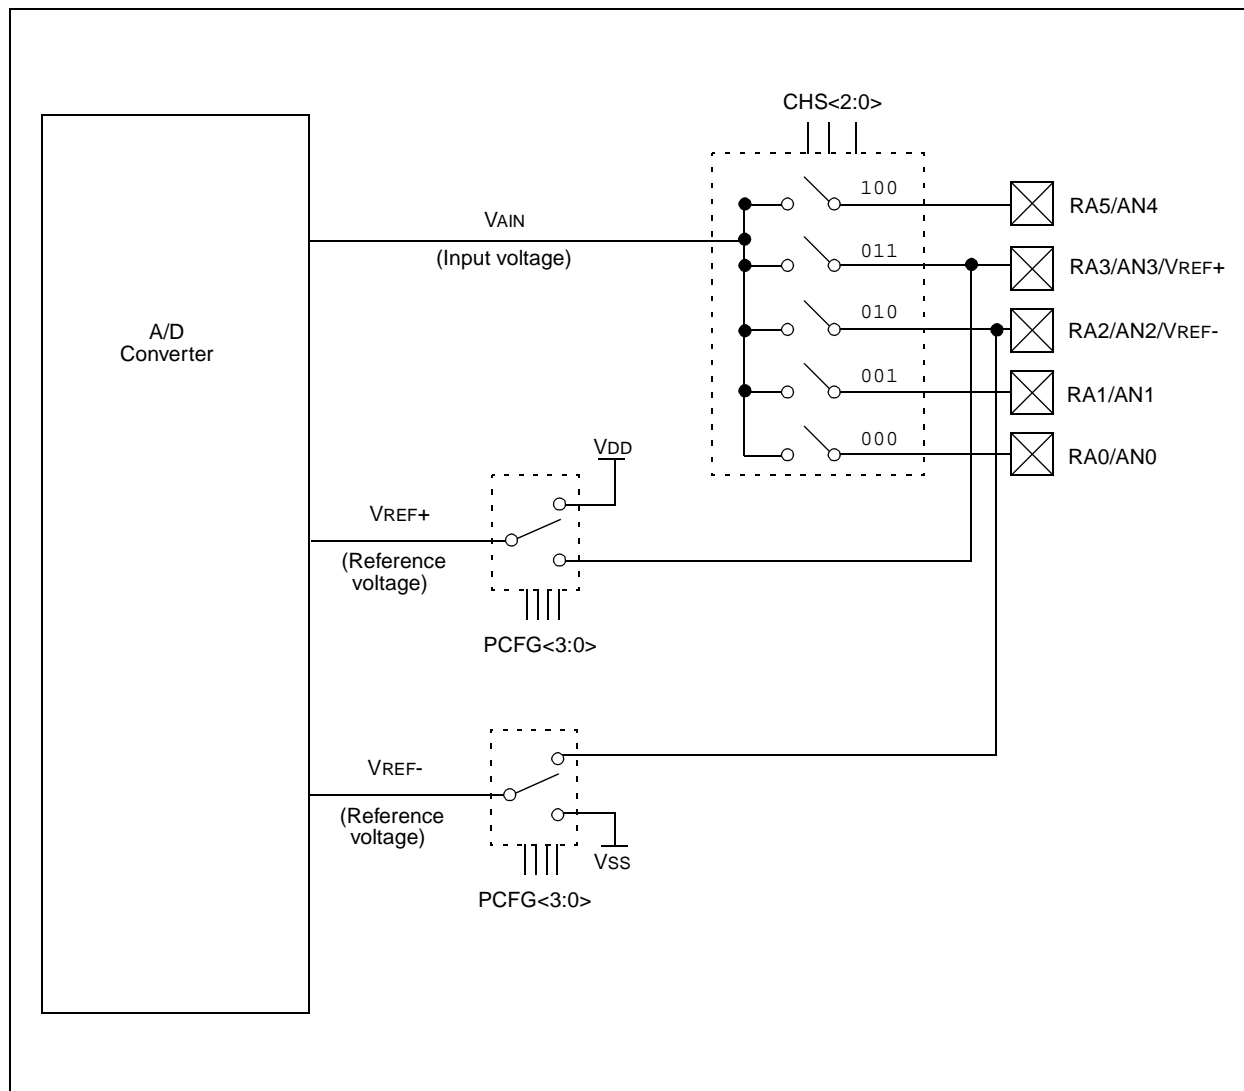 CHS<2:0>
100
RA5/AN4
VAIN
(Input voltage)
011
RA3/AN3/VREF+
010
RA2/AN2/VREF-
A/D
Converter
001
RA1/AN1
000
RA0/AN0
VDD
VREF+
(Reference
voltage)
PCFG<3:0>
VREF-
(Reference
voltage)
VSS
PCFG<3:0>